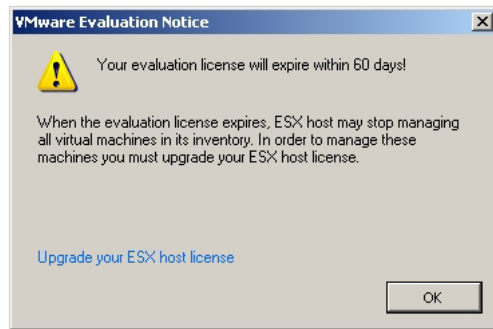 VMware Evaluation Notice
Your evaluation license will expire within 60 days!
When the evaluation license expires, ESX host may stop managing
all virtual machines in its inventory. In order to manage these
machines you must upgrade your ESX host license.
Upgrade your ESX host license
OK